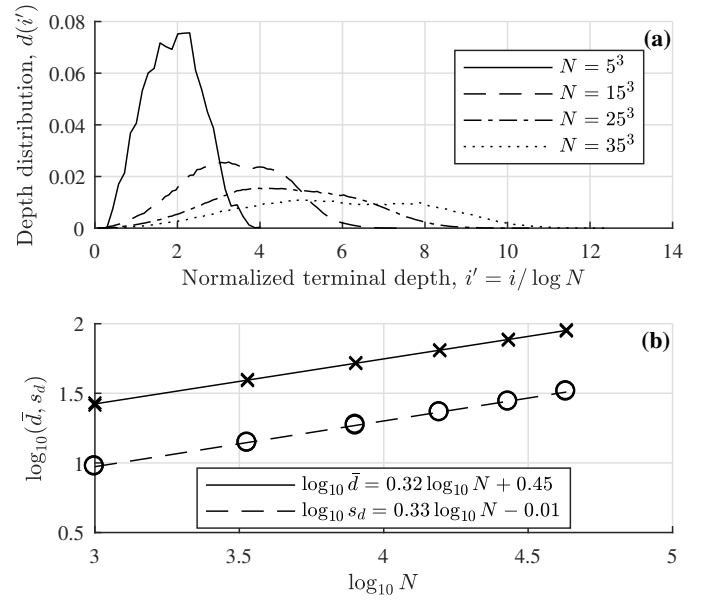 (a)
Depth distribution, d(i′)
0.08
0.06
0.04
0.02
0
N = 5³
N = 15³
N = 25³
N = 35³
0 2 4 6 8 10 12 14
Normalized terminal depth, i′ = i/ log N
(b)
log₁₀(d̄, s_d)
2
1.5
1
0.5
log₁₀ d̄ = 0.32 log₁₀ N + 0.45
log₁₀ s_d = 0.33 log₁₀ N − 0.01
3 3.5 4 4.5 5
log₁₀ N